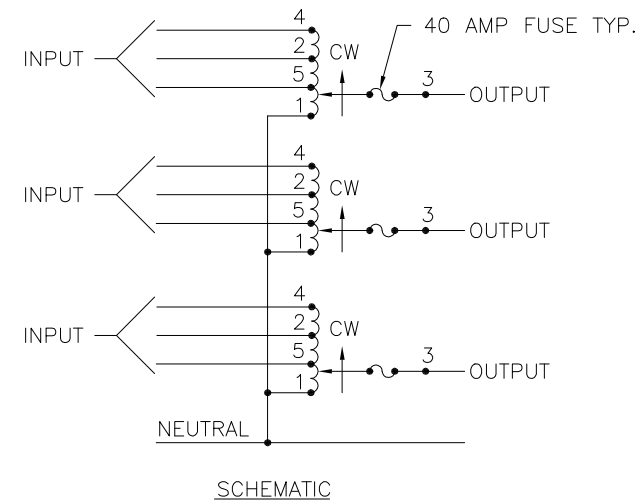 4
40 AMP FUSE TYP.
INPUT
2
CW
5
3
OUTPUT
1
4
INPUT
2
CW
5
3
OUTPUT
1
4
INPUT
2
CW
5
3
OUTPUT
1
NEUTRAL
SCHEMATIC